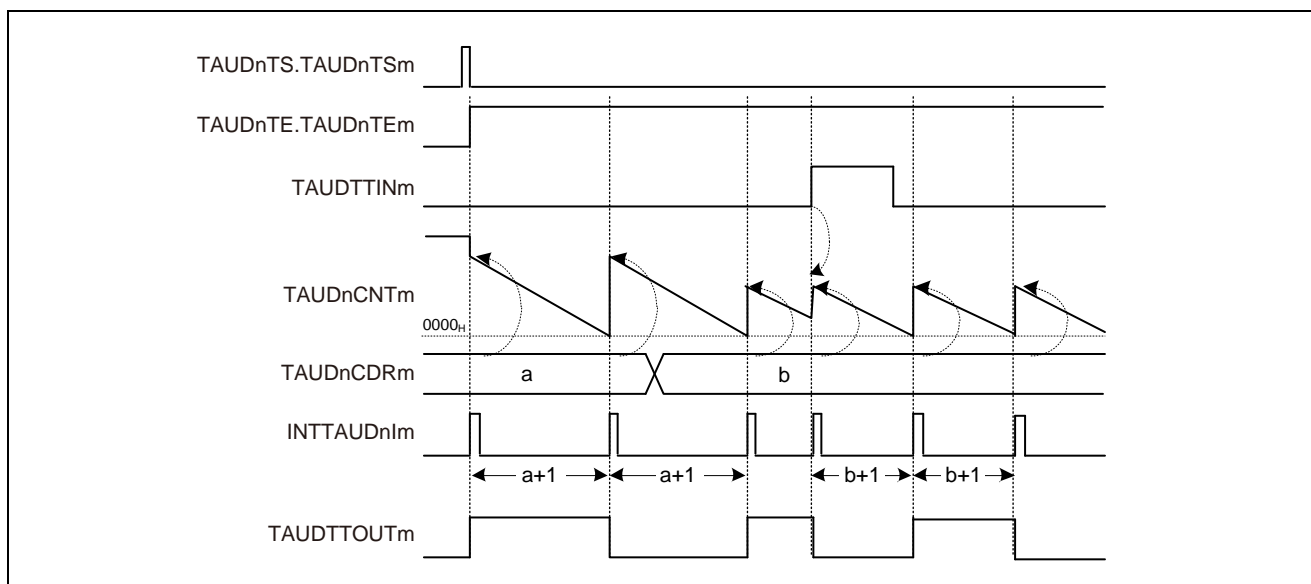 TAUDnTS.TAUDnTSm
TAUDnTE.TAUDnTEm
TAUDTTINm
TAUDnCNTm
0000H
TAUDnCDRm
a
b
INTTAUDnIm
a+1
a+1
b+1
b+1
TAUDTTOUTm